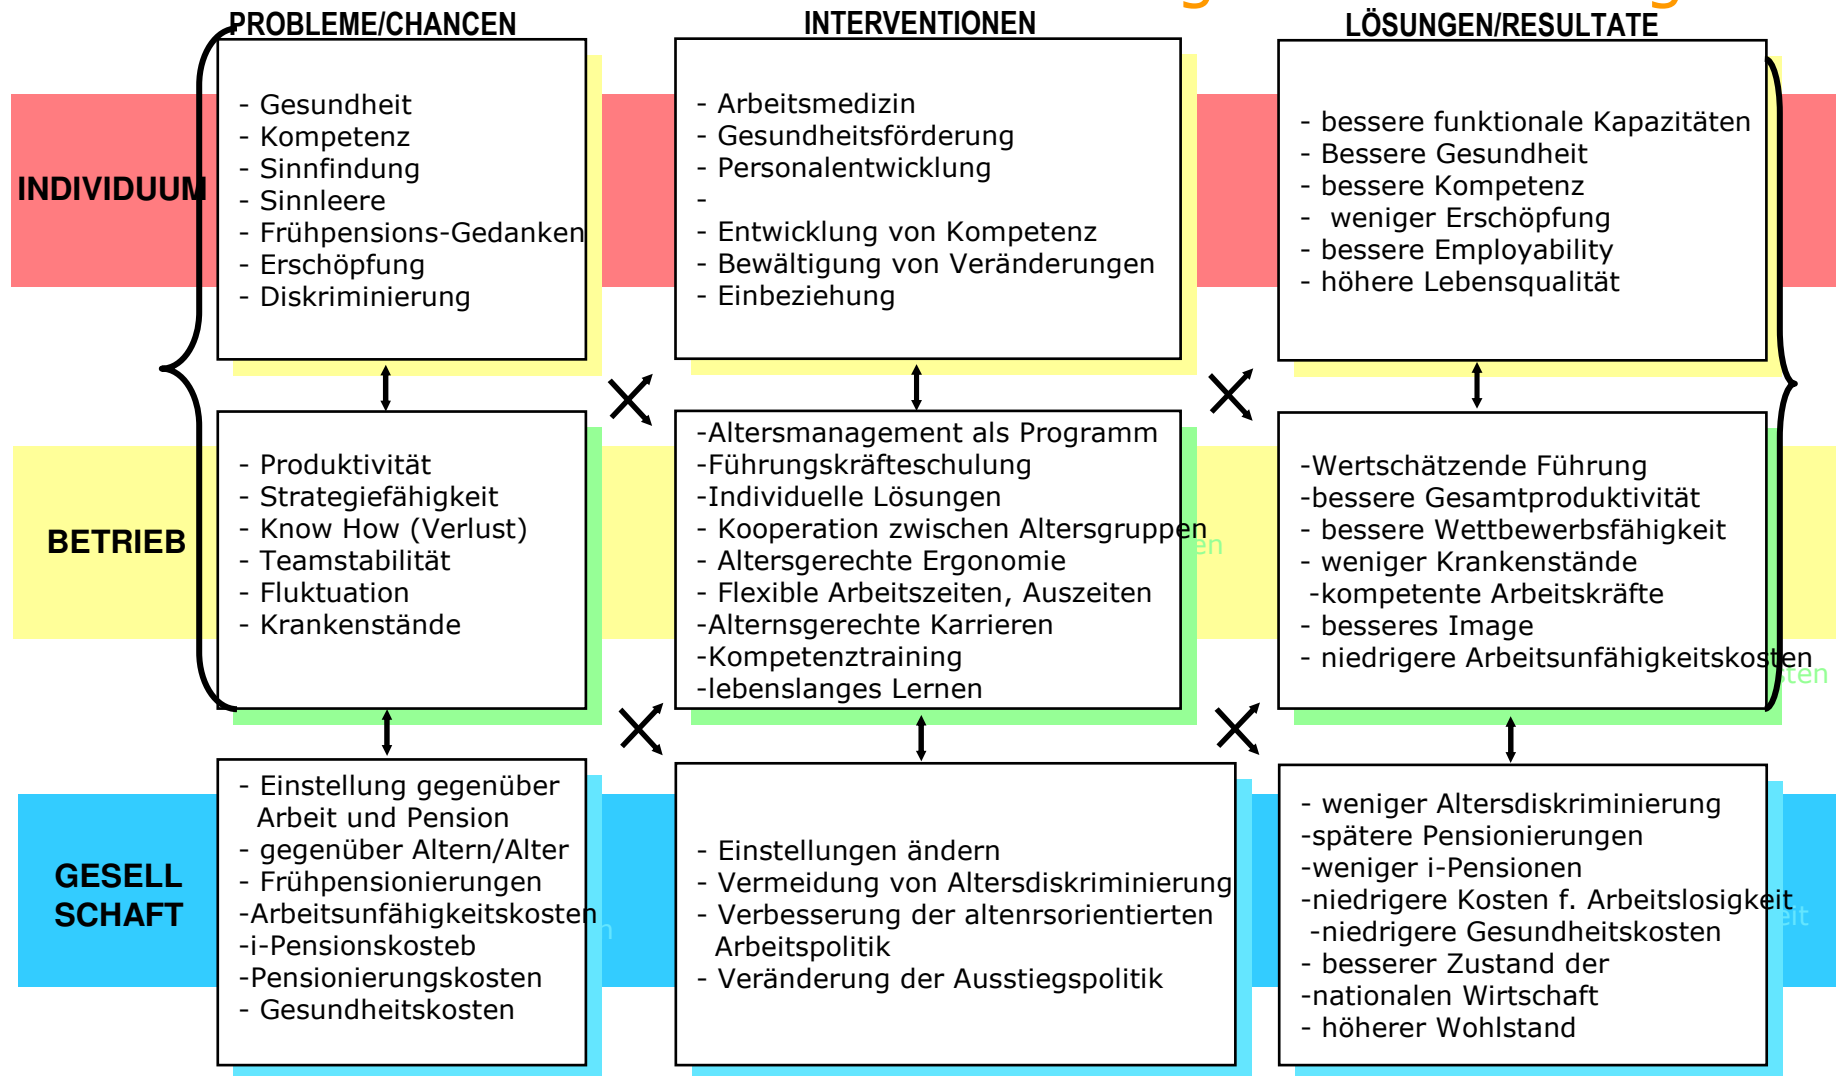 PROBLEME/CHANCEN
INTERVENTIONEN
LÖSUNGEN/RESULTATE
INDIVIDUUM
- Gesundheit
- Kompetenz
- Sinnfindung
- Sinnleere
- Frühpensions-Gedanken
- Erschöpfung
- Diskriminierung
- Arbeitsmedizin
- Gesundheitsförderung
- Personalentwicklung
-
- Entwicklung von Kompetenz
- Bewältigung von Veränderungen
- Einbeziehung
- bessere funktionale Kapazitäten
- Bessere Gesundheit
- bessere Kompetenz
- weniger Erschöpfung
- bessere Employability
- höhere Lebensqualität
BETRIEB
- Produktivität
- Strategiefähigkeit
- Know How (Verlust)
- Teamstabilität
- Fluktuation
- Krankenstände
-Altersmanagement als Programm
-Führungskräfteschulung
-Individuelle Lösungen
- Kooperation zwischen Altersgruppen
- Altersgerechte Ergonomie
- Flexible Arbeitszeiten, Auszeiten
-Alternsgerechte Karrieren
-Kompetenztraining
-lebenslanges Lernen
-Wertschätzende Führung
-bessere Gesamtproduktivität
- bessere Wettbewerbsfähigkeit
- weniger Krankenstände
-kompetente Arbeitskräfte
- besseres Image
- niedrigere Arbeitsunfähigkeitskosten
GESELL
SCHAFT
- Einstellung gegenüber
Arbeit und Pension
- gegenüber Altern/Alter
- Frühpensionierungen
-Arbeitsunfähigkeitskosten
-i-Pensionskosteb
-Pensionierungskosten
- Gesundheitskosten
- Einstellungen ändern
- Vermeidung von Altersdiskriminierung
- Verbesserung der altenrsorientierten
Arbeitspolitik
- Veränderung der Ausstiegspolitik
- weniger Altersdiskriminierung
-spätere Pensionierungen
-weniger i-Pensionen
-niedrigere Kosten f. Arbeitslosigkeit
-niedrigere Gesundheitskosten
- besserer Zustand der
-nationalen Wirtschaft
- höherer Wohlstand